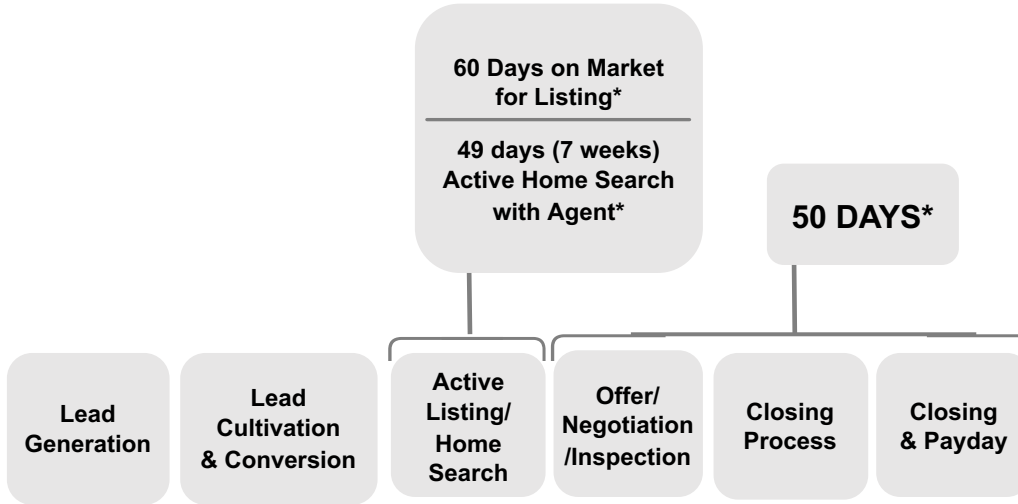 60 Days on Market
for Listing*
49 days (7 weeks)
Active Home Search
with Agent*
50 DAYS*
Lead
Generation
Lead
Cultivation
& Conversion
Active
Listing/
Home
Search
Offer/
Negotiation
/Inspection
Closing
Process
Closing
& Payday